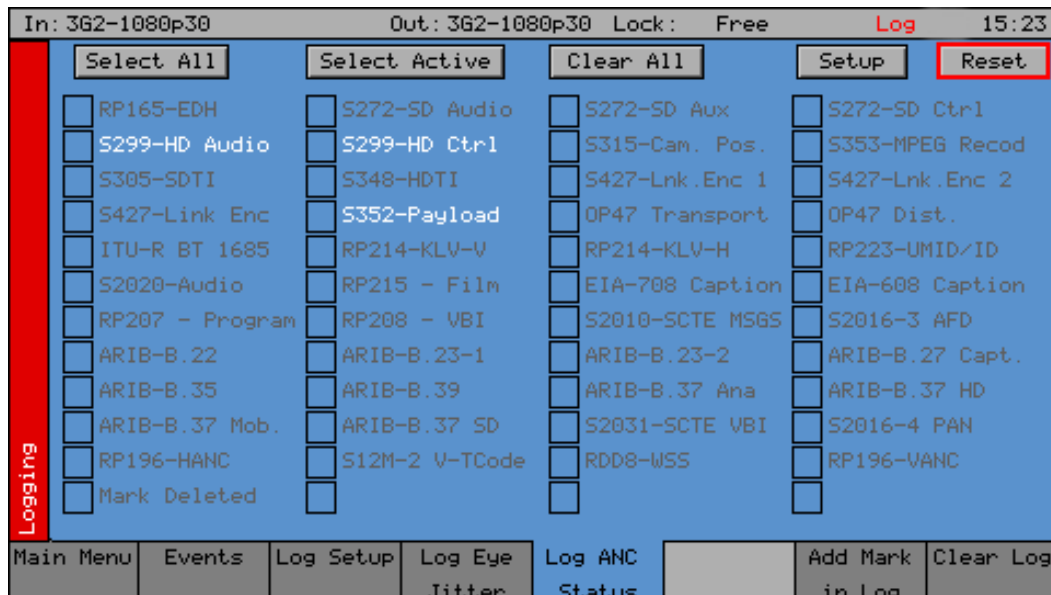 In: 3G2-1080p30 Out: 3G2-1080p30 Lock: Free Log 15:23
Select All Select Active Clear All Setup Reset
RP165-EDH S272-SD Audio S272-SD Aux S272-SD Ctrl
S299-HD Audio S299-HD Ctrl S315-Cam. Pos. S353-MPEG Recod
S305-SDTI S348-HDTI S427-Lnk.Enc 1 S427-Lnk.Enc 2
S427-Link Enc S352-Payload OP47 Transport OP47 Dist.
ITU-R BT 1685 RP214-KLV-V RP214-KLV-H RP223-UMID/ID
S2020-Audio RP215 - Film EIA-708 Caption EIA-608 Caption
RP207 - Program RP208 - VBI S2010-SCTE MSGS S2016-3 AFD
ARIB-B.22 ARIB-B.23-1 ARIB-B.23-2 ARIB-B.27 Capt.
ARIB-B.35 ARIB-B.39 ARIB-B.37 Ana ARIB-B.37 HD
ARIB-B.37 Mob. ARIB-B.37 SD S2031-SCTE VBI S2016-4 PAN
RP196-HANC S12M-2 V-TCode RDD8-WSS RP196-VANC
Mark Deleted
Logging
Main Menu Events Log Setup Log Eye Log ANC Add Mark Clear Log
Jitter Status in Log